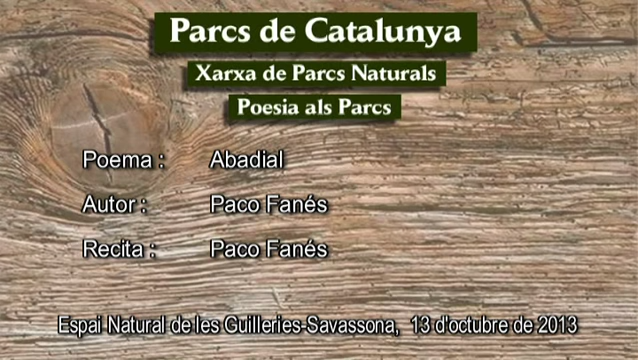 Parcs de Catalunya
Xarxa de Parcs Naturals
Poesia als Parcs
Poema : Abadial
Autor : Paco Fanés
Recita : Paco Fanés
Espai Natural de les Guilleries-Savassona, 13 d'octubre de 2013